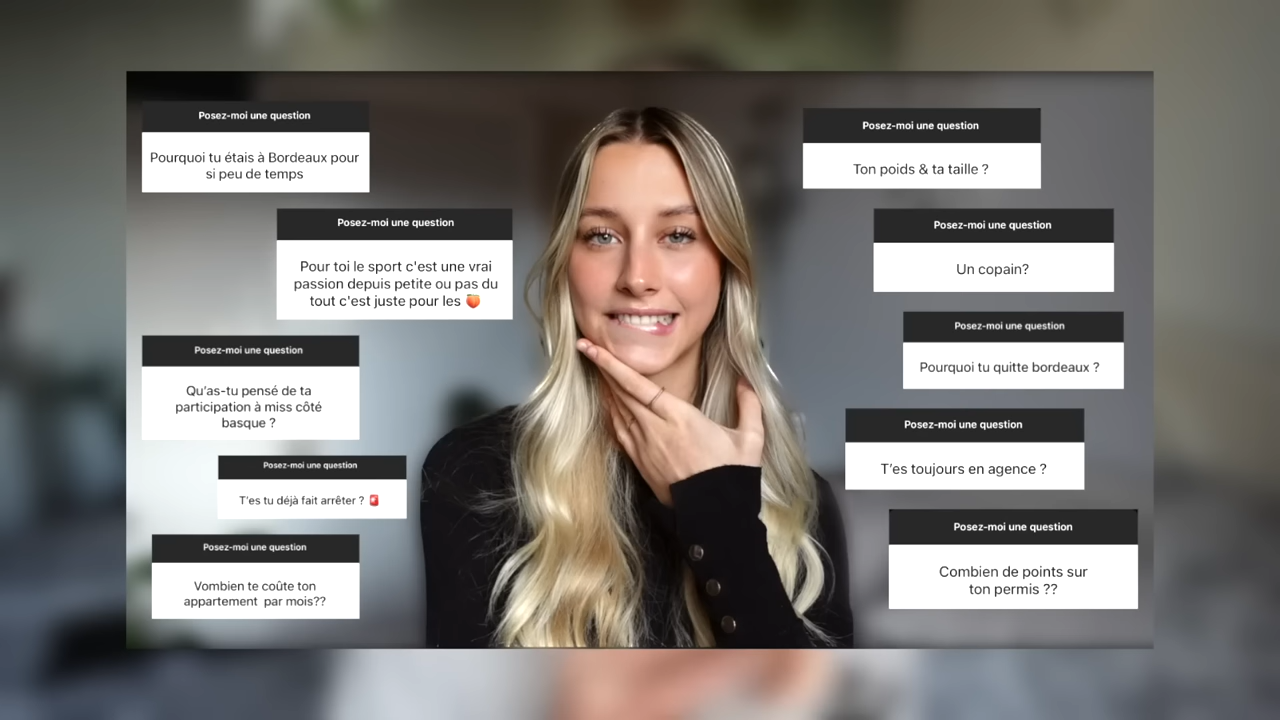 Posez-moi une question
Pourquoi tu étais à Bordeaux pour
si peu de temps
Posez-moi une question
Pour toi le sport c'est une vrai
passion depuis petite ou pas du
tout c'est juste pour les 🍑
Posez-moi une question
Qu'as-tu pensé de ta
participation à miss côté
basque ?
Posez-moi une question
T'es tu déjà fait arrêter ? 🚨
Posez-moi une question
Vombien te coûte ton
appartement par mois??
Posez-moi une question
Ton poids & ta taille ?
Posez-moi une question
Un copain?
Posez-moi une question
Pourquoi tu quitte bordeaux ?
Posez-moi une question
T'es toujours en agence ?
Posez-moi une question
Combien de points sur
ton permis ??